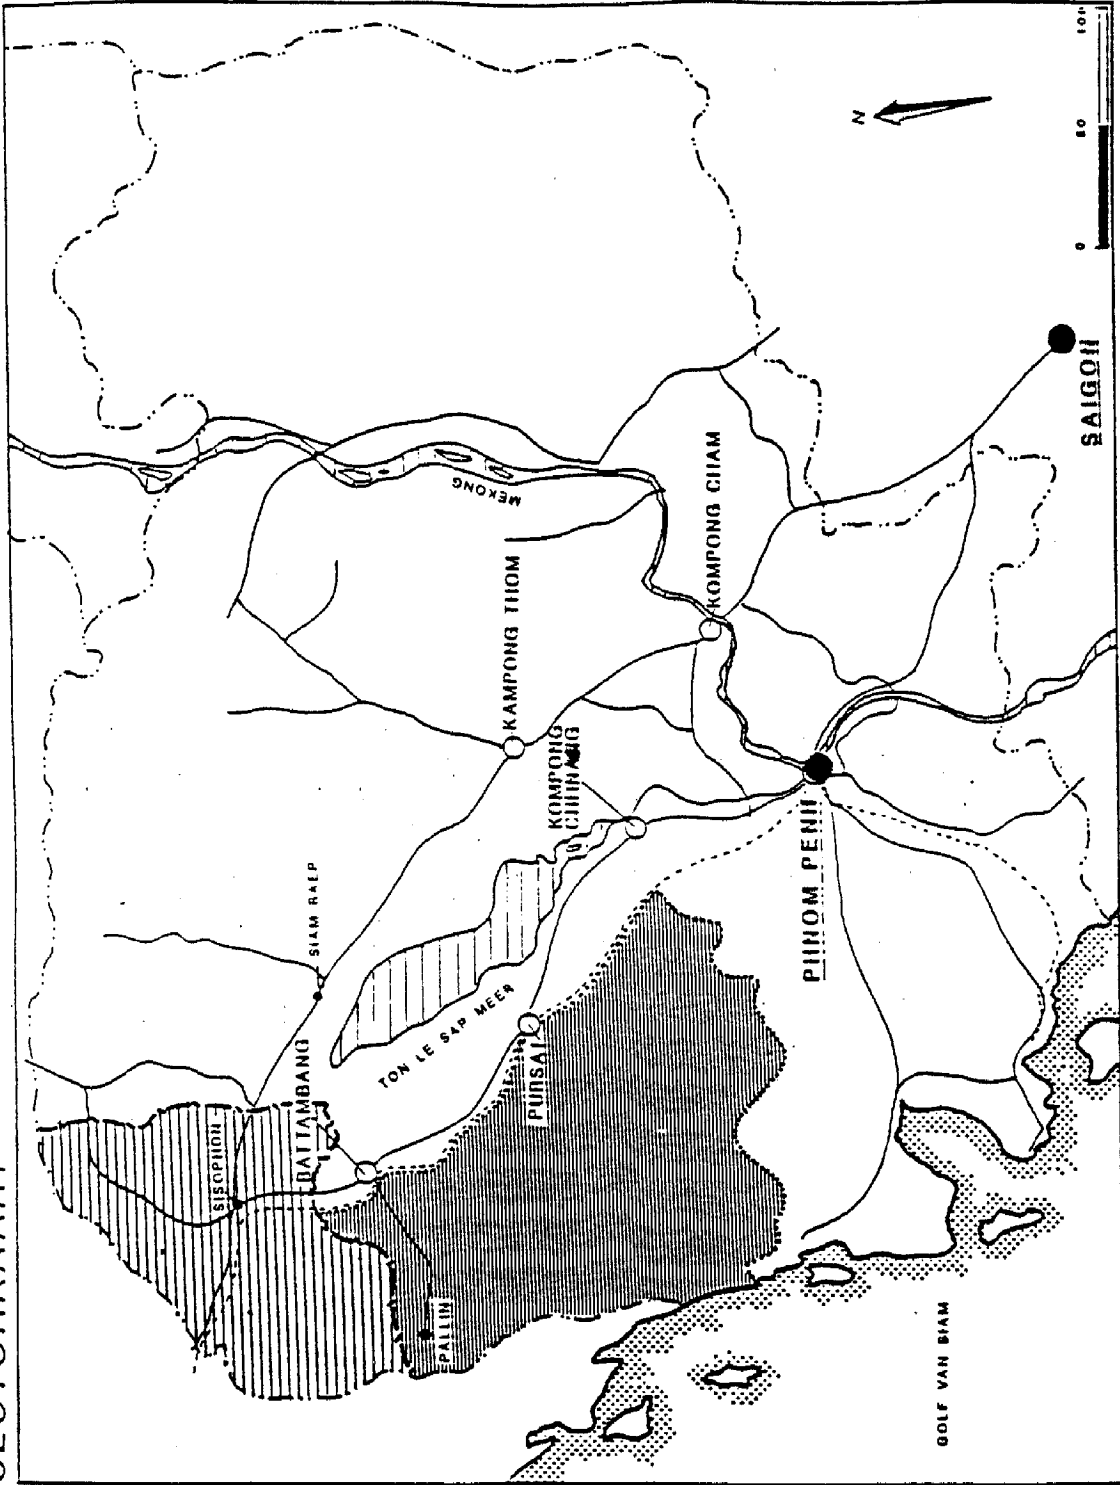 N
MEKONG
SIAM RAEP
SISOPHON
BATTAMBANG
KAMPONG THOM
KOMPONG
TON LE SAP MEER
PURSAT
PAILIN
KOMPONG CHAM
PHNOM PENH
SAIGON
GOLF VAN SIAM
0 50 100